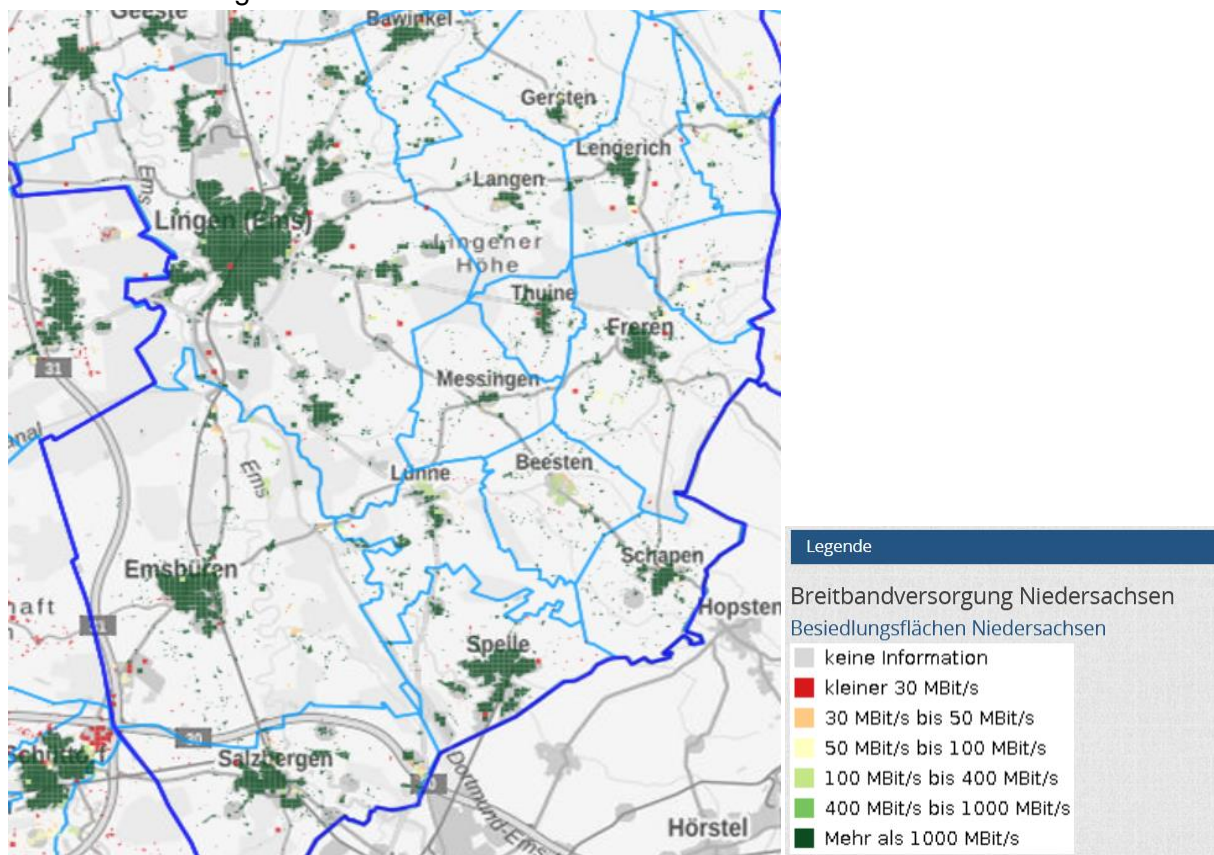 Geeste
Bawinkel
Gersten
Lengerich
Langen
Ems
Lingen (Ems)
Lingener
Höhe
Thuine
Freren
31
Messingen
Lünne
Beesten
Ems
Emsbüren
Schapen
Hopsten
haft
Spelle
30
Salzbergen
Schüttorf
Dortmund-Ems
Hörstel
Legende
Breitbandversorgung Niedersachsen
Besiedlungsflächen Niedersachsen
keine Information
kleiner 30 MBit/s
30 MBit/s bis 50 MBit/s
50 MBit/s bis 100 MBit/s
100 MBit/s bis 400 MBit/s
400 MBit/s bis 1000 MBit/s
Mehr als 1000 MBit/s